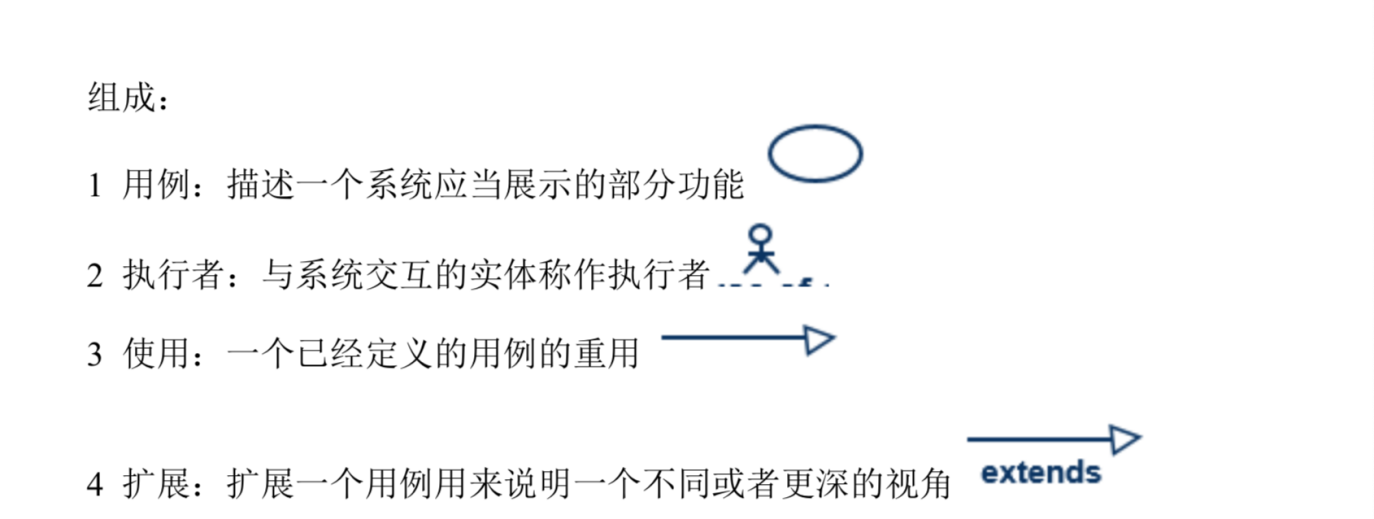 组成：
1 用例：描述一个系统应当展示的部分功能
2 执行者：与系统交互的实体称作执行者
3 使用：一个已经定义的用例的重用
4 扩展：扩展一个用例用来说明一个不同或者更深的视角
extends